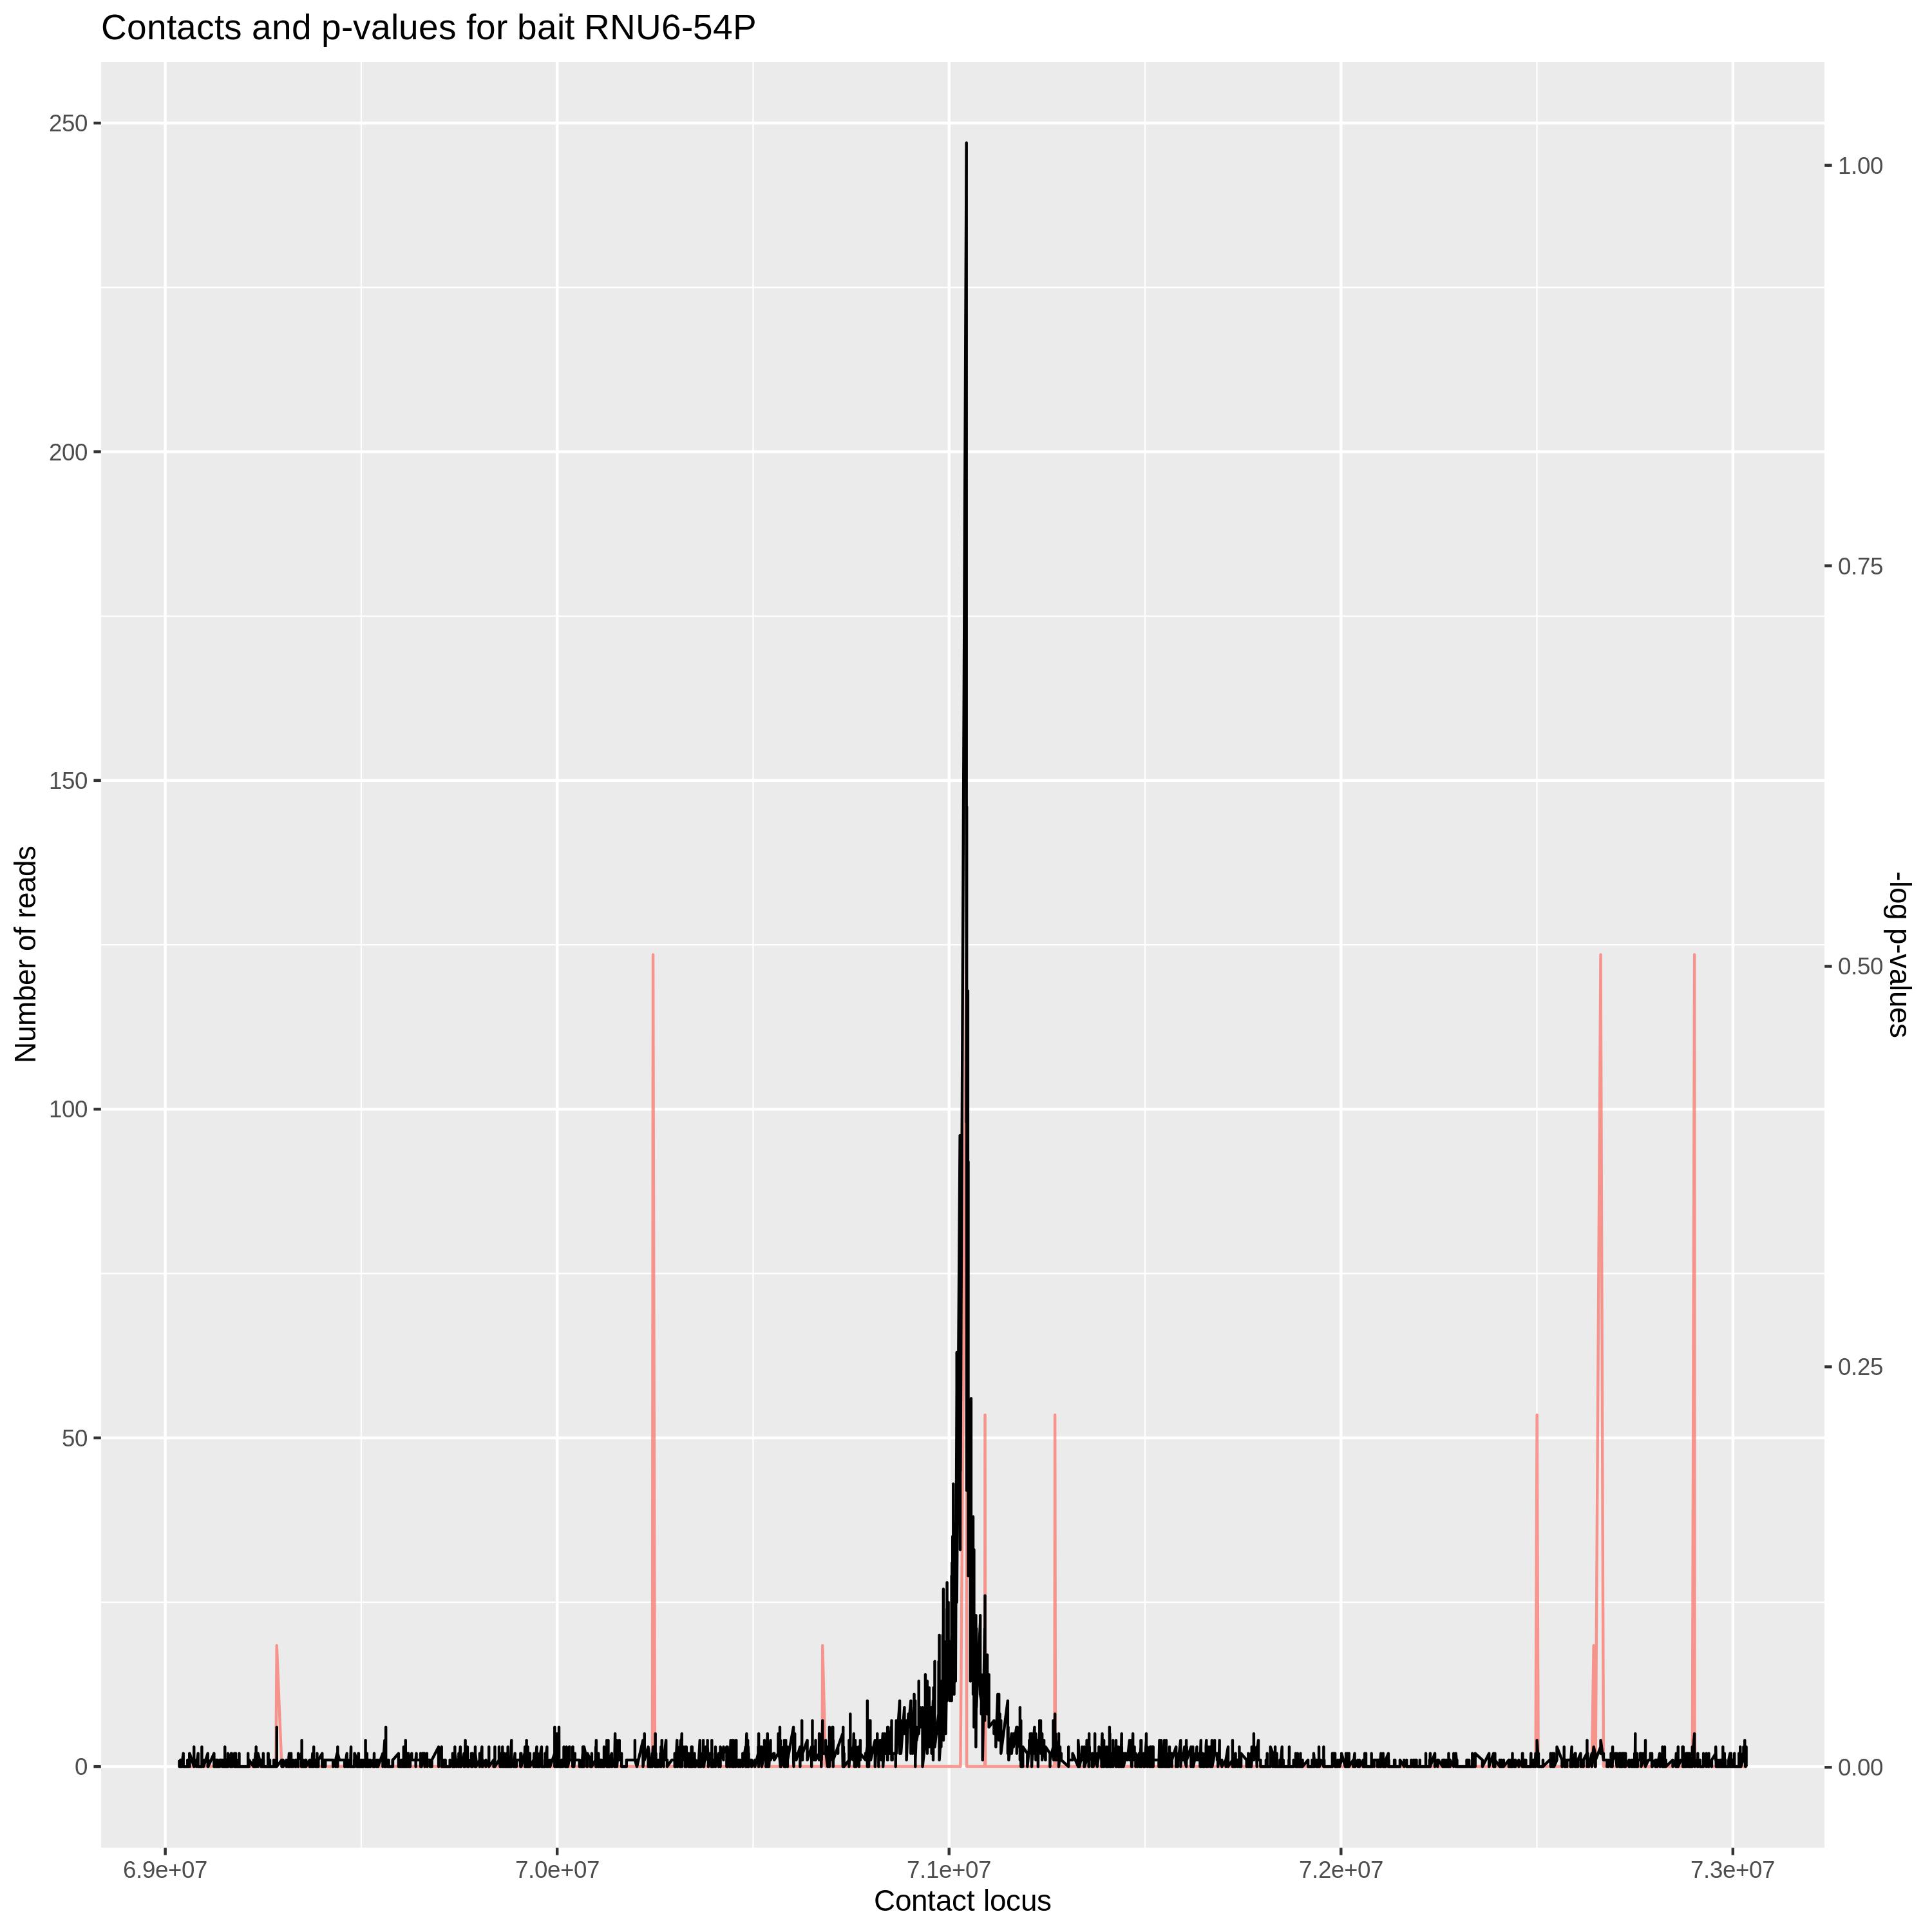 Contacts and p-values for bait RNU6-54P
250
200
150
100
50
0
Number of reads
1.00
0.75
0.50
0.25
0.00
-log p-values
6.9e+07
7.0e+07
7.1e+07
7.2e+07
7.3e+07
Contact locus